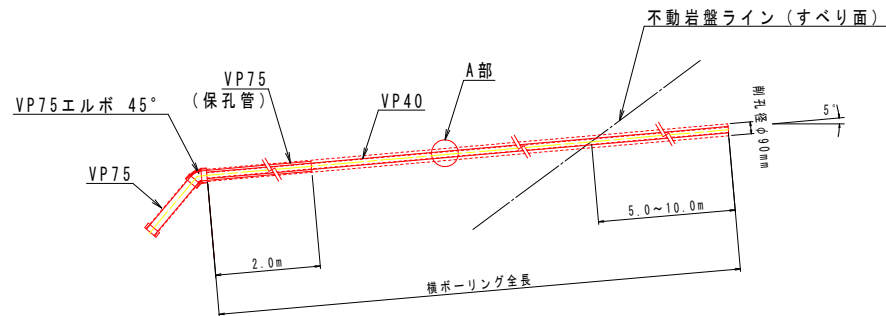 不動岩盤ライン（すべり面）
A部
VP75
（保孔管）
VP40
VP75エルボ 45°
VP75
削孔径φ90mm
5°
5.0～10.0m
2.0m
横ボーリング全長